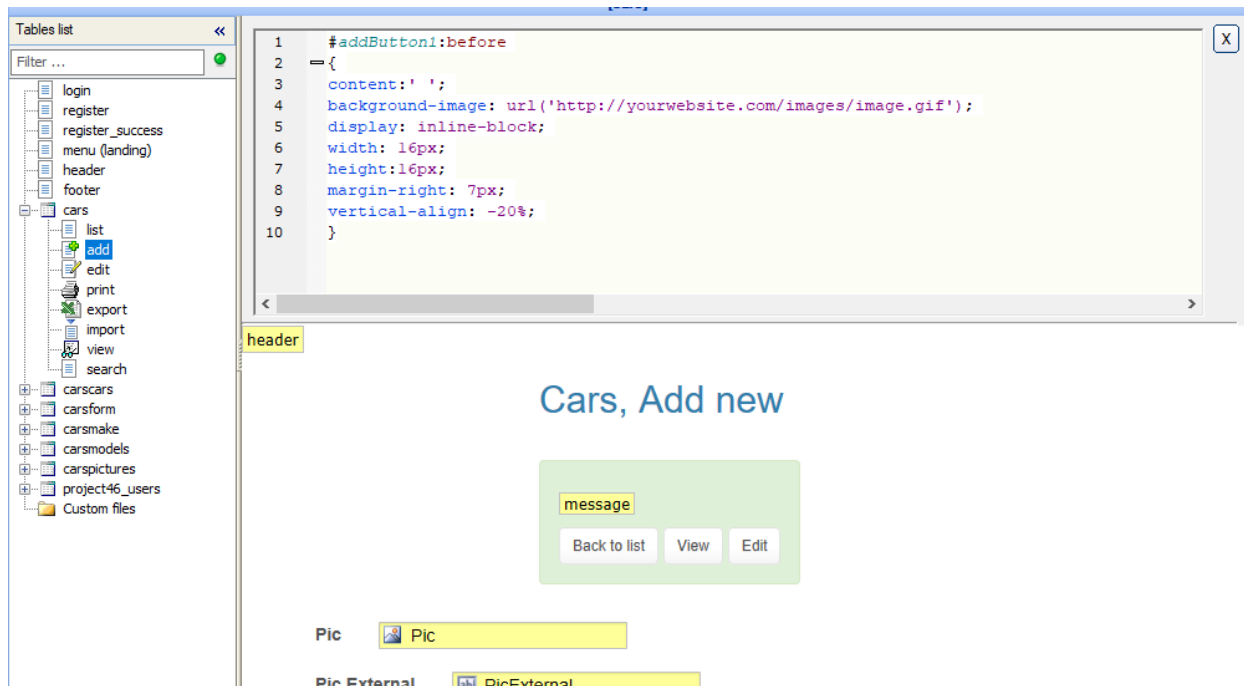 Tables list «
Filter ...
login
register
register_success
menu (landing)
header
footer
cars
list
add
edit
print
export
import
view
search
carscars
carsform
carsmake
carsmodels
carspictures
project46_users
Custom files
1 #addButton1:before
2 {
3 content:' ';
4 background-image: url('http://yourwebsite.com/images/image.gif');
5 display: inline-block;
6 width: 16px;
7 height:16px;
8 margin-right: 7px;
9 vertical-align: -20%;
10 }
X
header
Cars, Add new
message
Back to list View Edit
Pic Pic
Pic External PicExternal